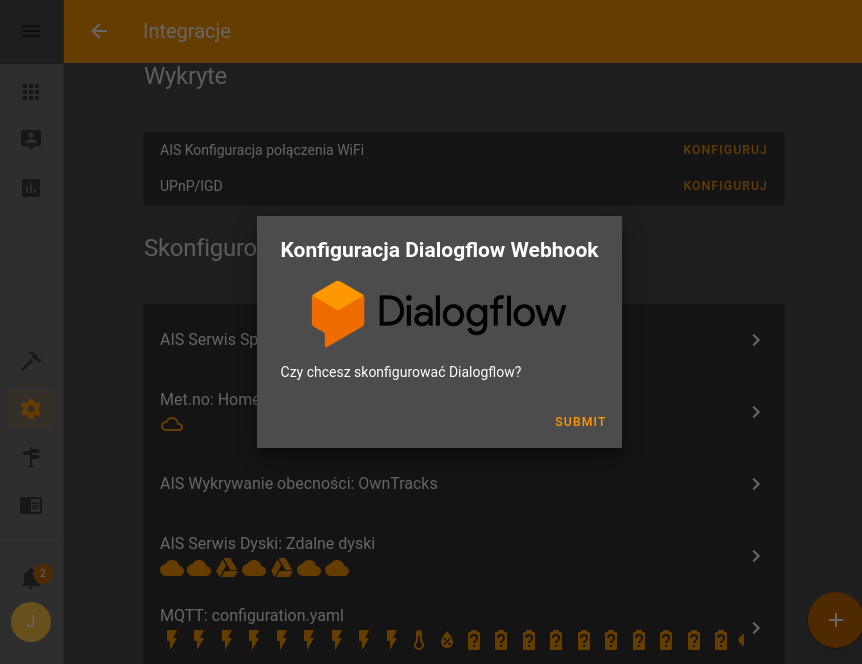 Integracje
Wykryte
AIS Konfiguracja połączenia WiFi
KONFIGURUJ
UPnP/IGD
KONFIGURUJ
Skonfiguro
Konfiguracja Dialogflow Webhook
Dialogflow
Czy chcesz skonfigurować Dialogflow?
SUBMIT
AIS Serwis Sp
Met.no: Home
AIS Wykrywanie obecności: OwnTracks
AIS Serwis Dyski: Zdalne dyski
MQTT: configuration.yaml
2
J